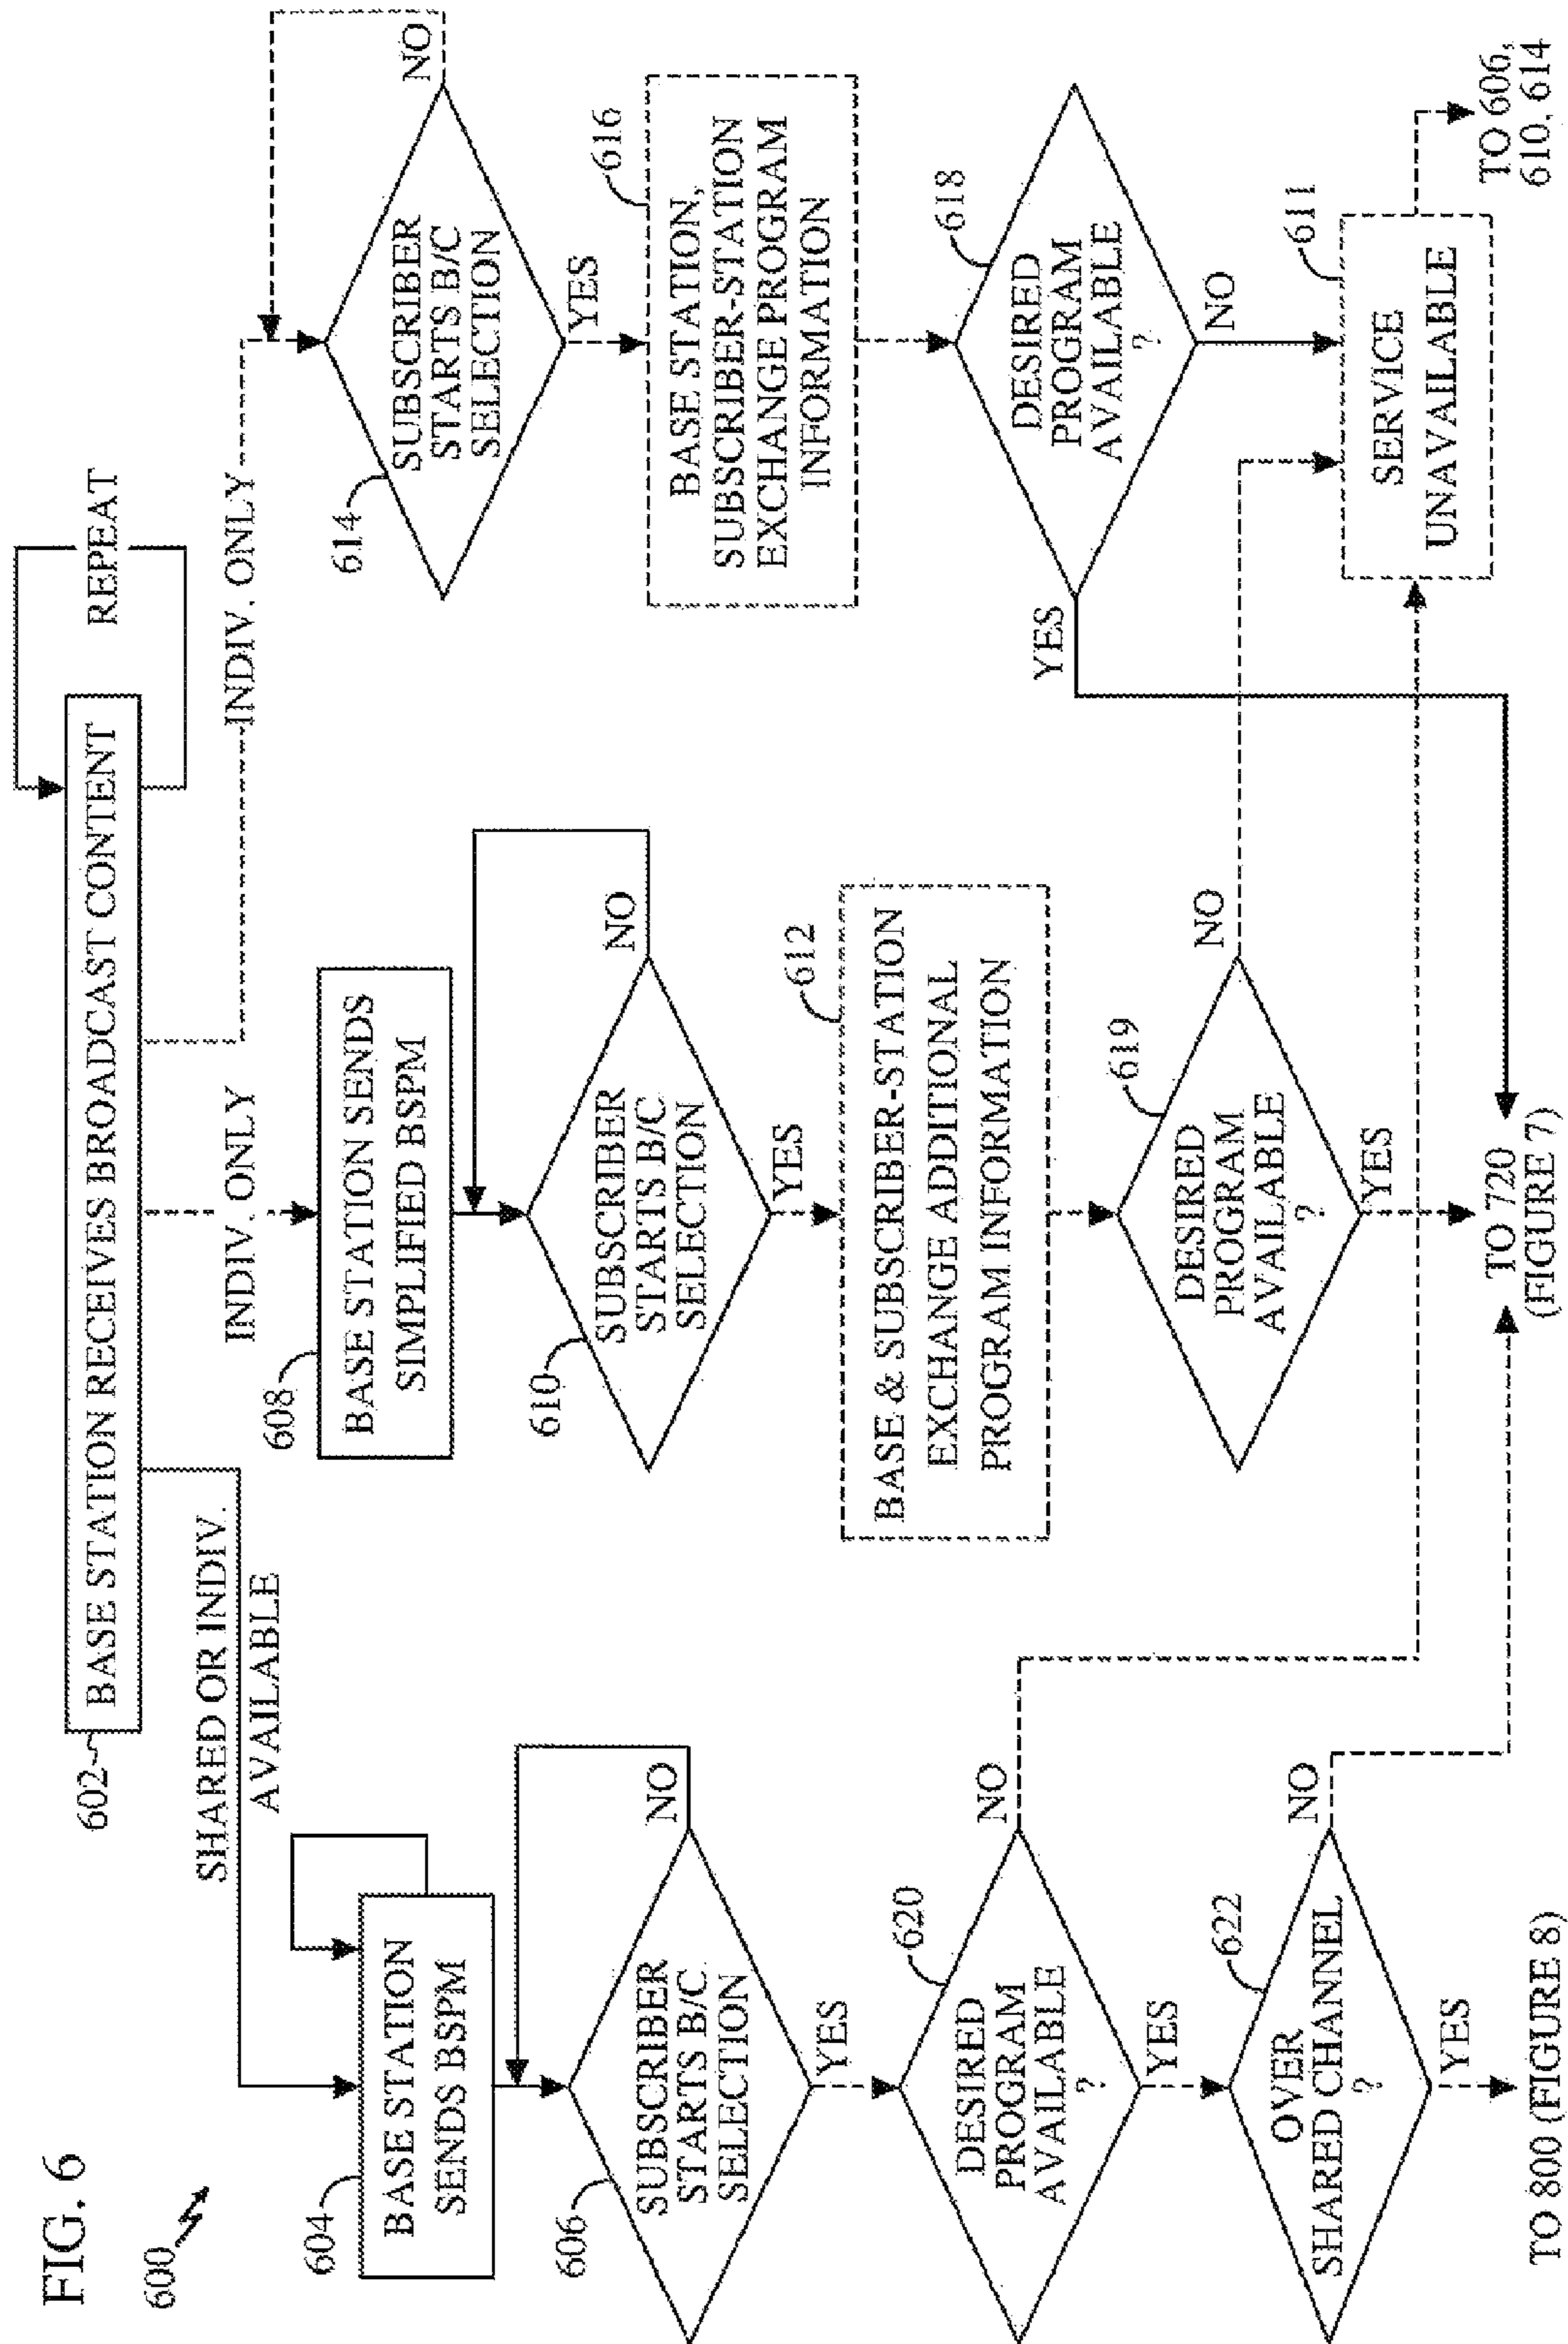 FIG. 6
600
602
BASE STATION RECEIVES BROADCAST CONTENT
REPEAT
SHARED OR INDIV.
AVAILABLE
INDIV. ONLY
INDIV. ONLY
604
BASE STATION
SENDS BSPM
606
SUBSCRIBER
STARTS B/C
SELECTION
NO
YES
620
DESIRED
PROGRAM
AVAILABLE
?
NO
YES
622
OVER
SHARED CHANNEL
?
NO
YES
TO 800 (FIGURE 8)
608
BASE STATION SENDS
SIMPLIFIED BSPM
610
SUBSCRIBER
STARTS B/C
SELECTION
NO
YES
612
BASE & SUBSCRIBER-STATION
EXCHANGE ADDITIONAL
PROGRAM INFORMATION
619
DESIRED
PROGRAM
AVAILABLE
?
NO
YES
TO 720
(FIGURE 7)
614
SUBSCRIBER
STARTS B/C
SELECTION
NO
YES
616
BASE STATION,
SUBSCRIBER-STATION
EXCHANGE PROGRAM
INFORMATION
618
DESIRED
PROGRAM
AVAILABLE
?
YES
NO
611
SERVICE
UNAVAILABLE
TO 606,
610, 614